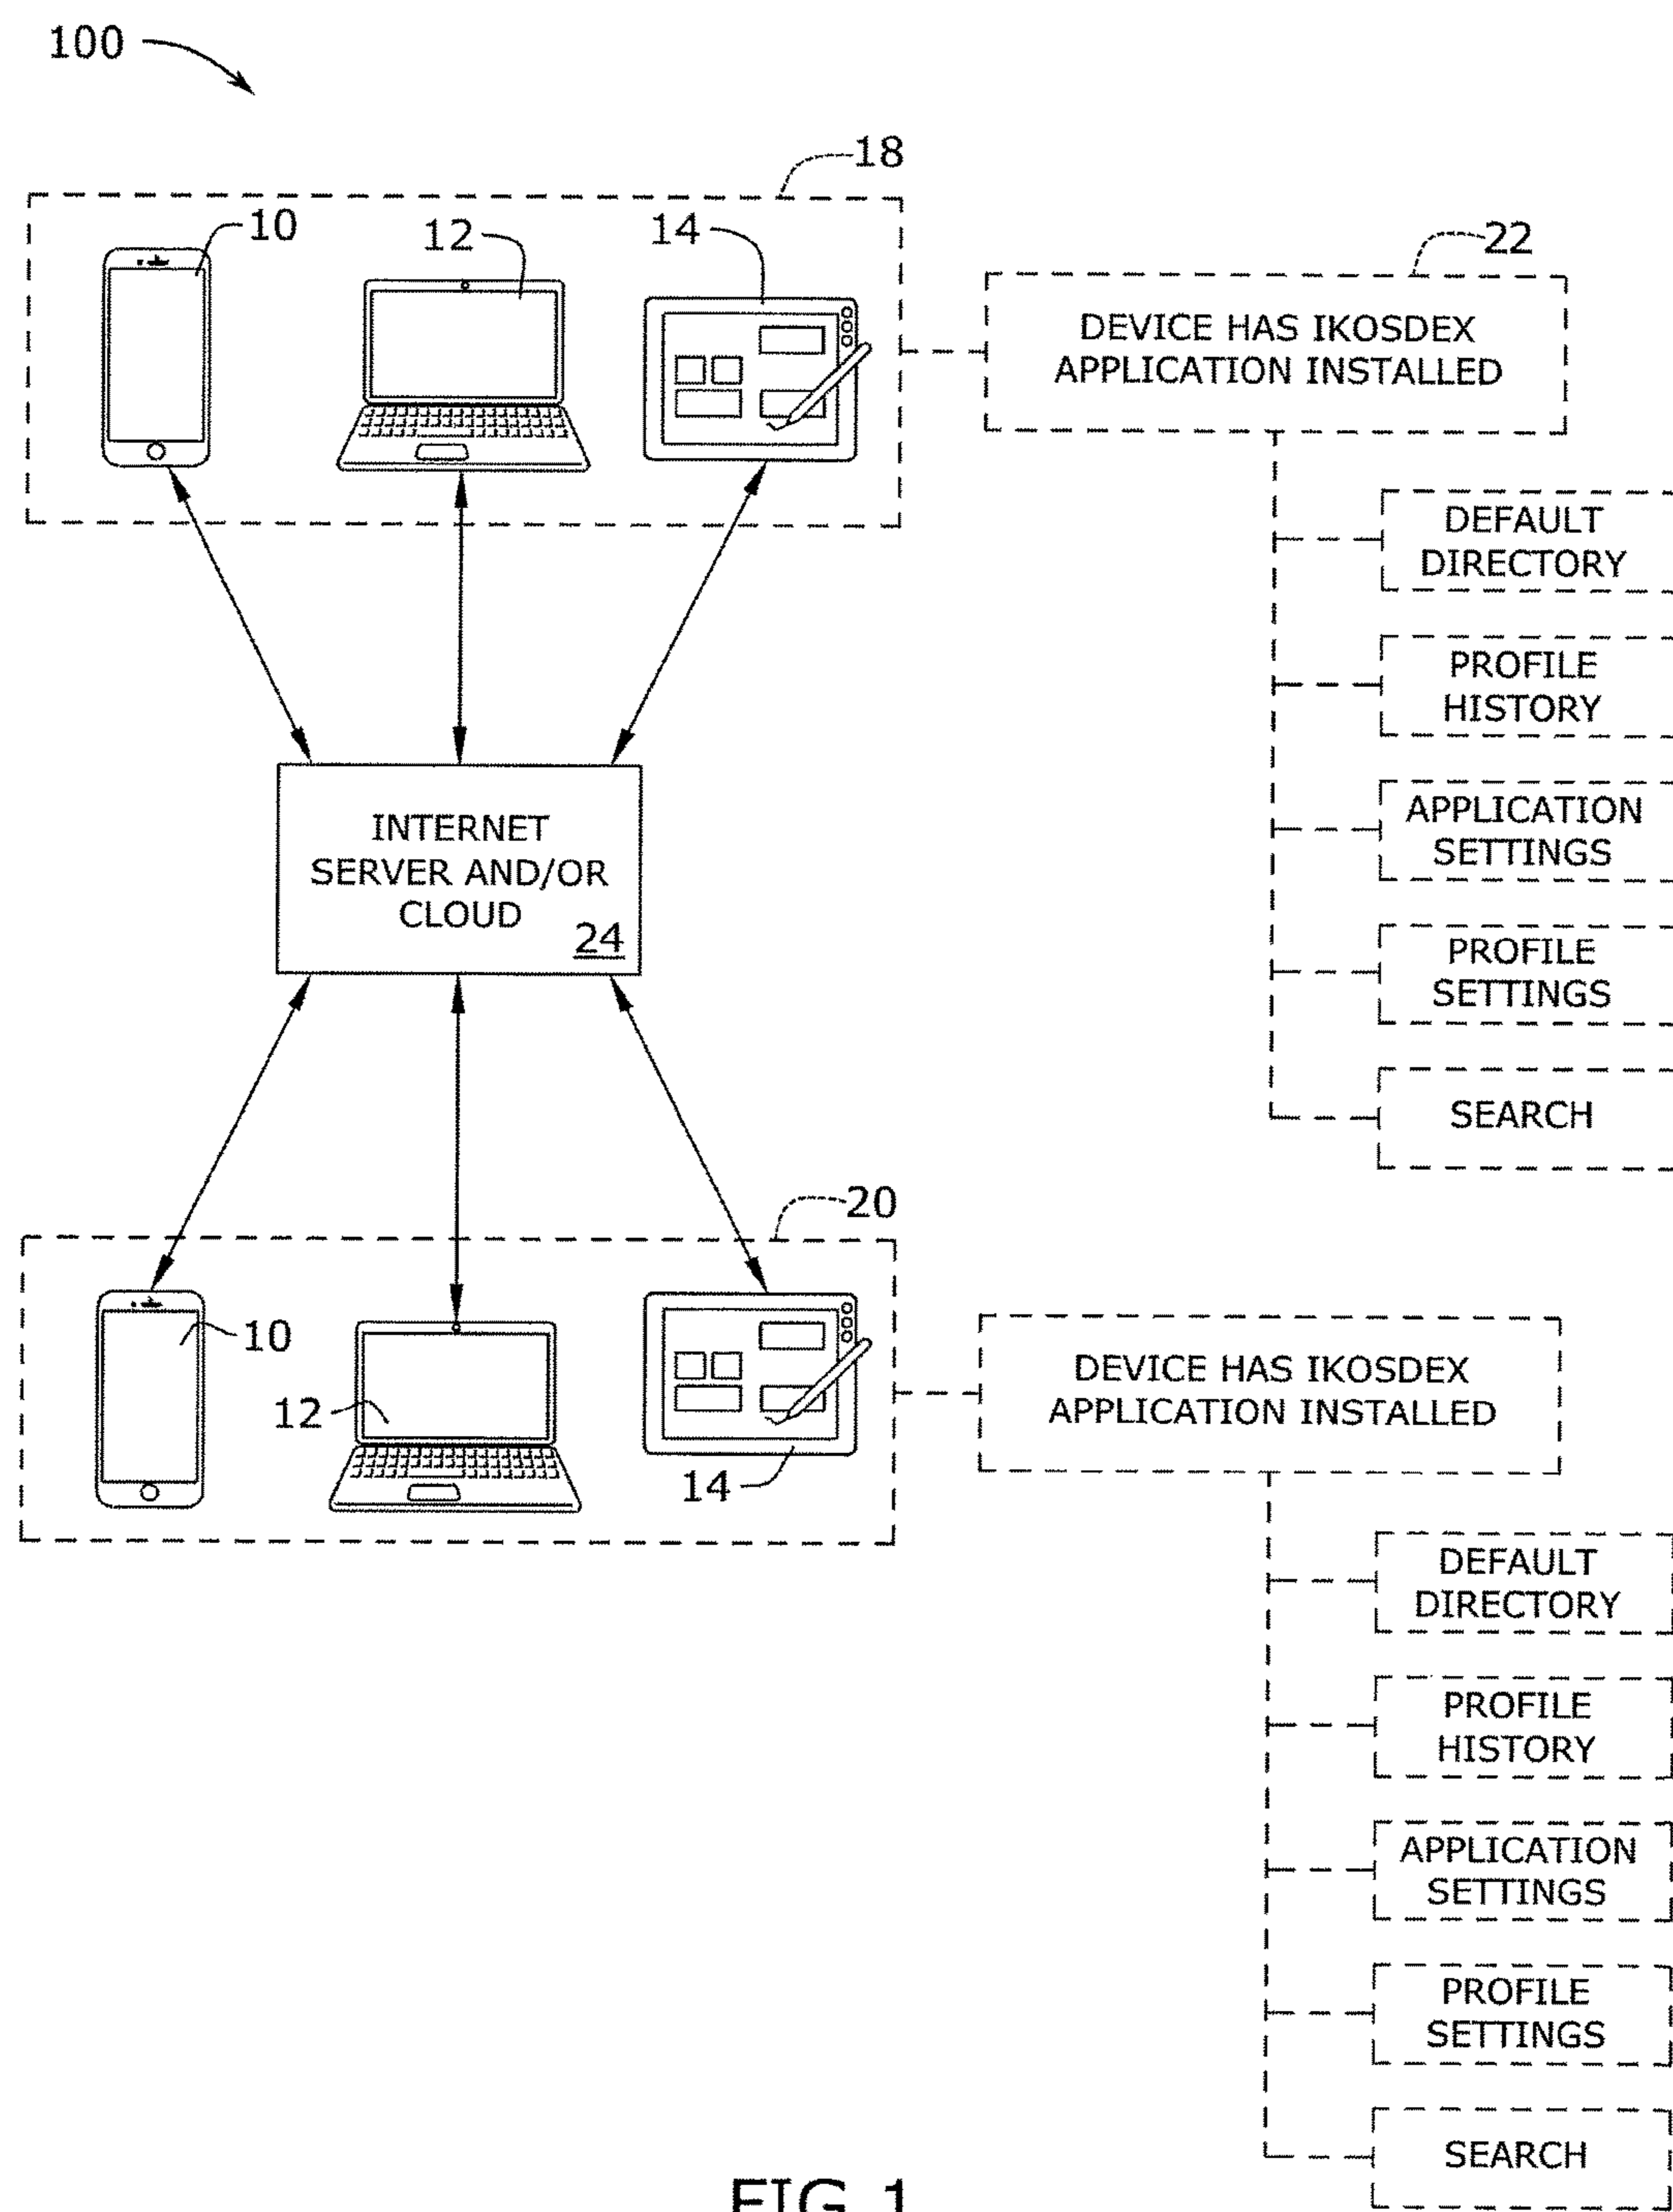 100
18
10
12
14
22
DEVICE HAS IKOSDEX
APPLICATION INSTALLED
DEFAULT
DIRECTORY
PROFILE
HISTORY
APPLICATION
SETTINGS
PROFILE
SETTINGS
SEARCH
INTERNET
SERVER AND/OR
CLOUD
24
20
10
12
14
DEVICE HAS IKOSDEX
APPLICATION INSTALLED
DEFAULT
DIRECTORY
PROFILE
HISTORY
APPLICATION
SETTINGS
PROFILE
SETTINGS
SEARCH
FIG.1